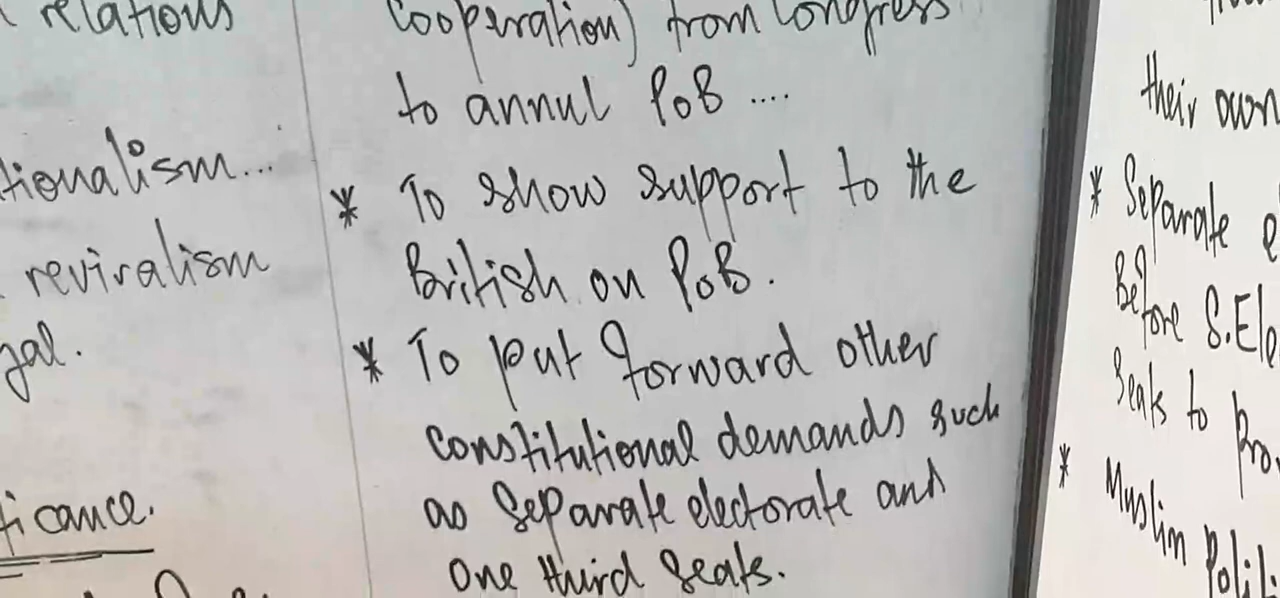 relations
tionalism...
revivalism
gal.
ficance.
Cooperation) from Congress
to annul PoB ....
* To show support to the
British on PoB.
* To put forward other
constitutional demands such
as Separate electorate and
One third seats.
their own
* Separate e
Before S.Ele
Seats to pro
* Muslim Politi